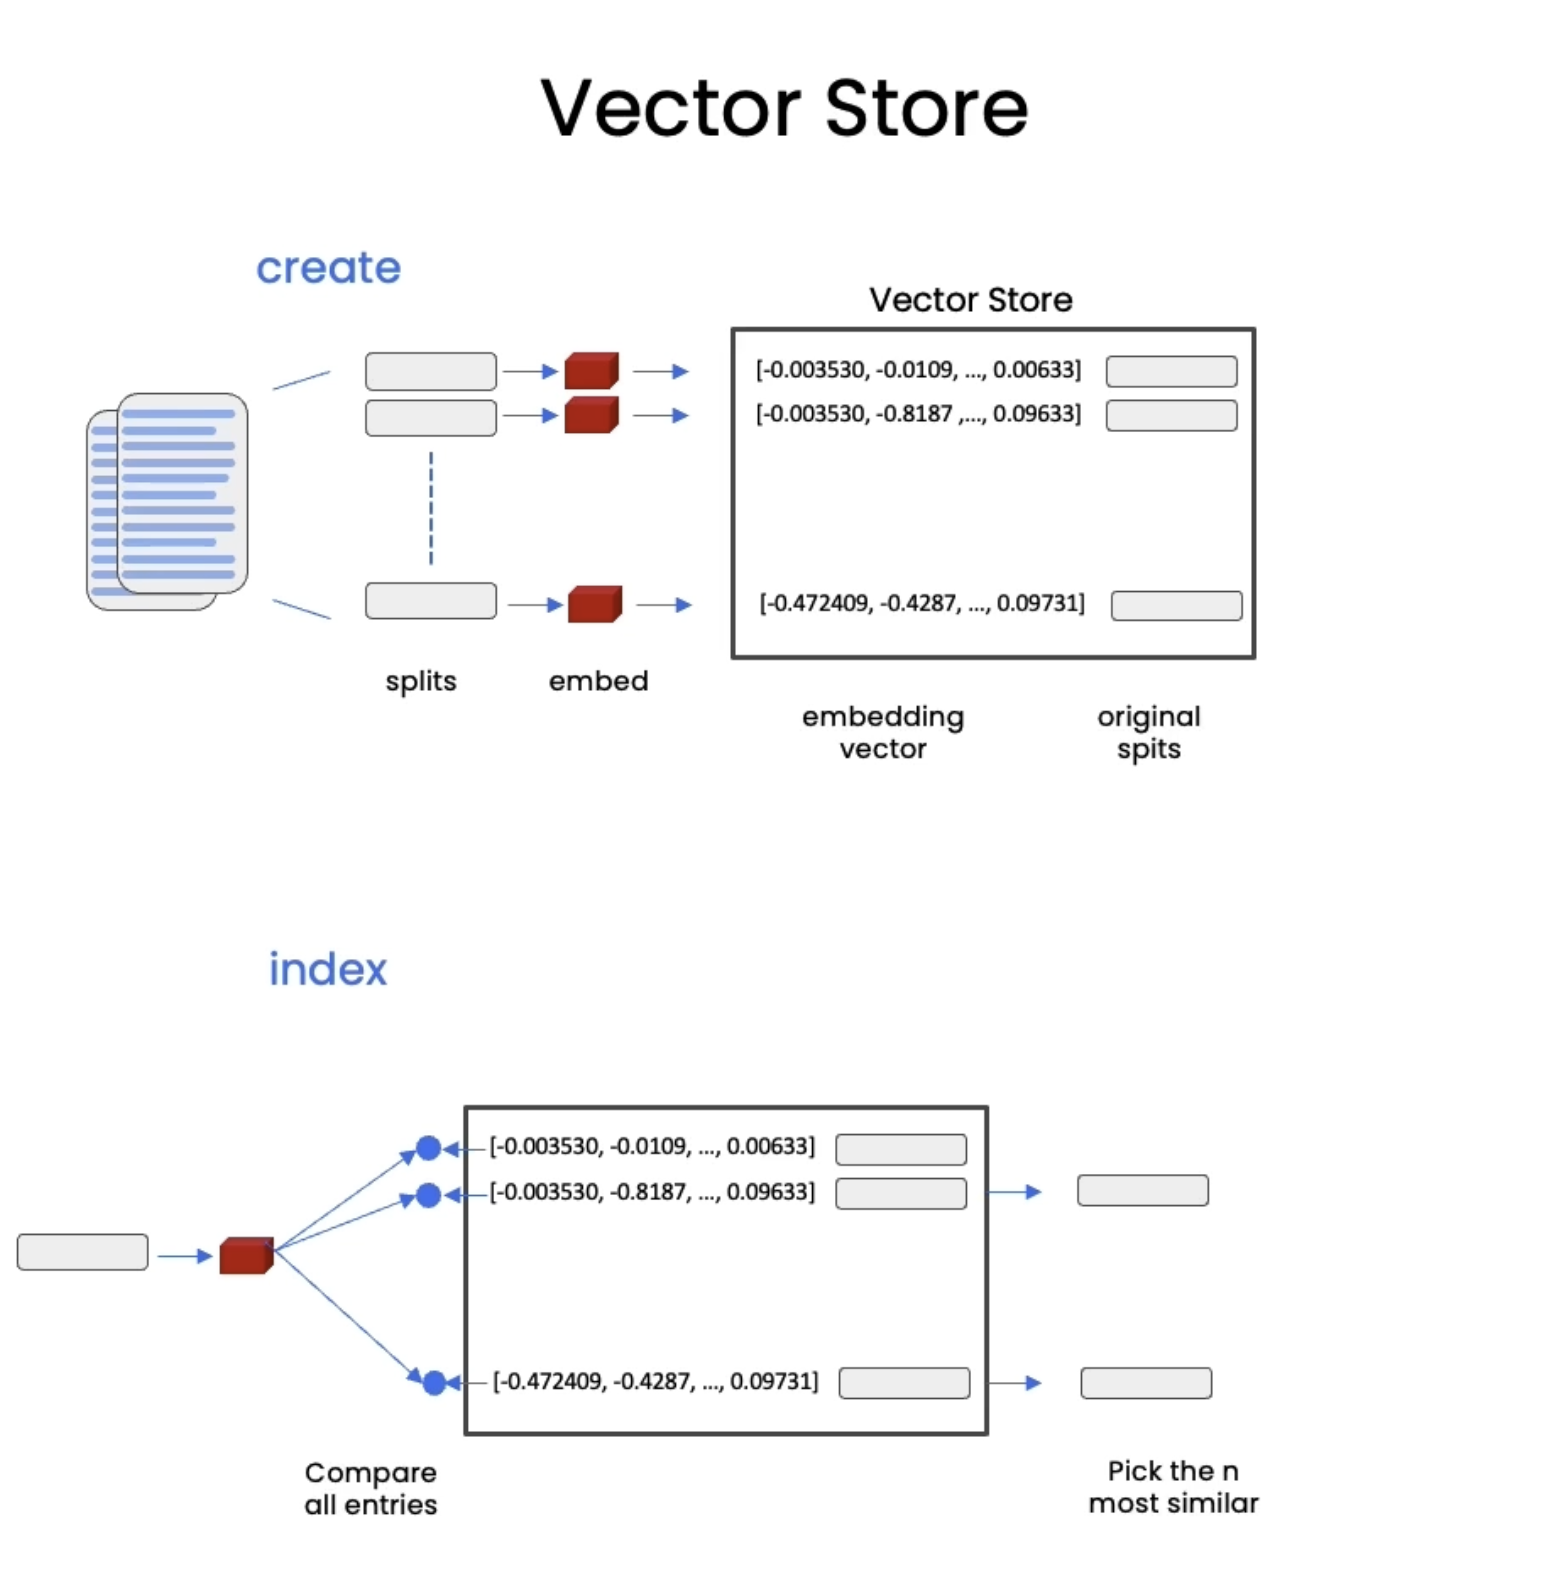 Vector Store
create
Vector Store
[-0.003530, -0.0109, ..., 0.00633]
[-0.003530, -0.8187 ,..., 0.09633]
[-0.472409, -0.4287, ..., 0.09731]
splits
embed
embedding
vector
original
spits
index
[-0.003530, -0.0109, ..., 0.00633]
[-0.003530, -0.8187, ..., 0.09633]
[-0.472409, -0.4287, ..., 0.09731]
Compare
all entries
Pick the n
most similar